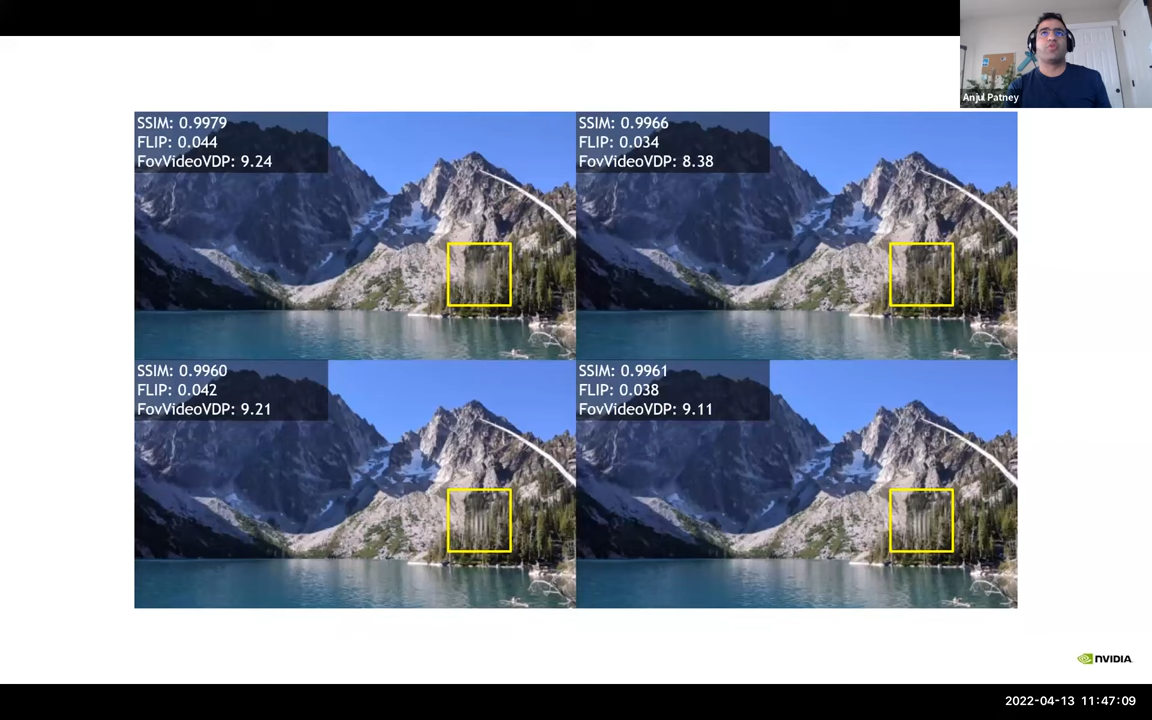 Anjul Patney
SSIM: 0.9979
FLIP: 0.044
FovVideoVDP: 9.24
SSIM: 0.9966
FLIP: 0.034
FovVideoVDP: 8.38
SSIM: 0.9960
FLIP: 0.042
FovVideoVDP: 9.21
SSIM: 0.9961
FLIP: 0.038
FovVideoVDP: 9.11
NVIDIA.
2022-04-13 11:47:09